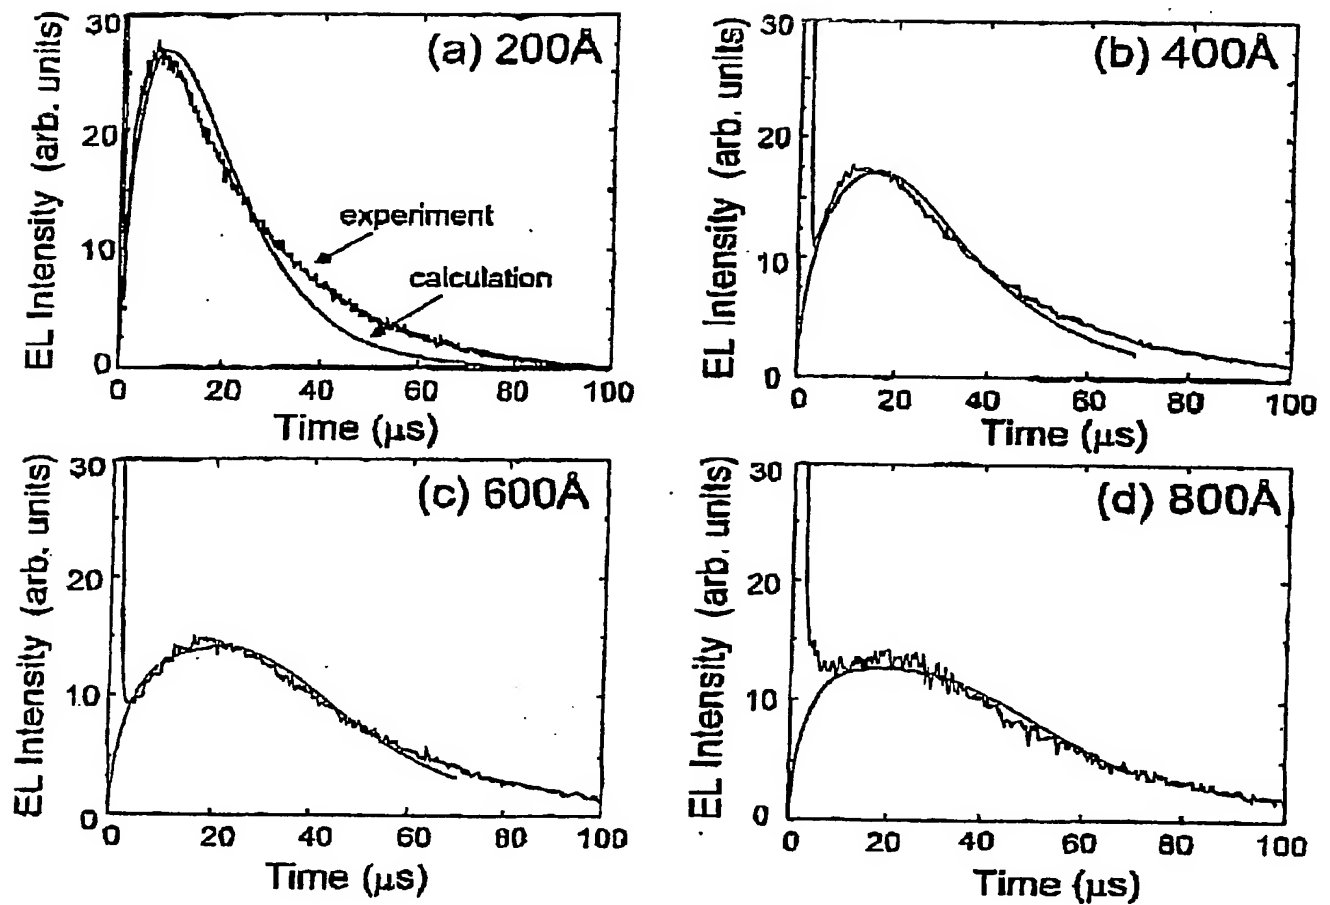 (a) 200Å
EL Intensity (arb. units)
30
20
10
0
experiment
calculation
0 20 40 60 80 100
Time (μs)
(b) 400Å
EL Intensity (arb. units)
30
20
10
0
0 20 40 60 80 100
Time (μs)
(c) 600Å
EL Intensity (arb. units)
30
20
10
0
0 20 40 60 80 100
Time (μs)
(d) 800Å
EL Intensity (arb. units)
30
20
10
0
0 20 40 60 80 100
Time (μs)